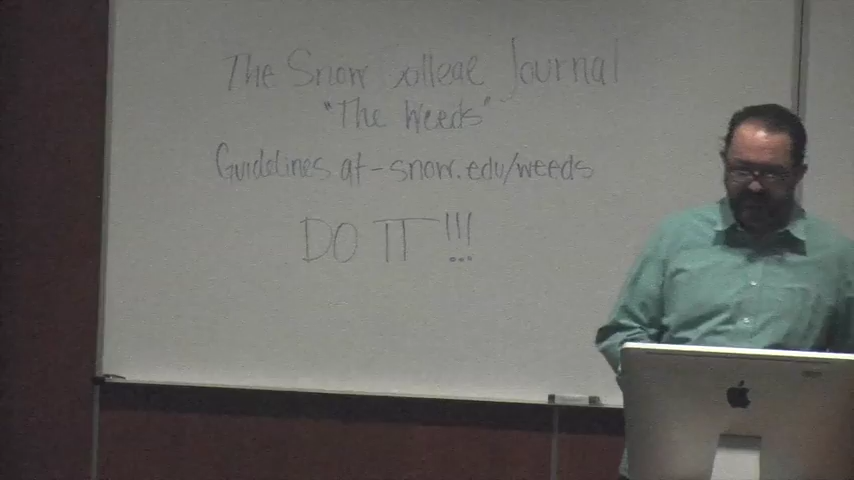 The Snow College Journal
"The Weeds"
Guidelines at - snow.edu/weeds
DO IT!!!